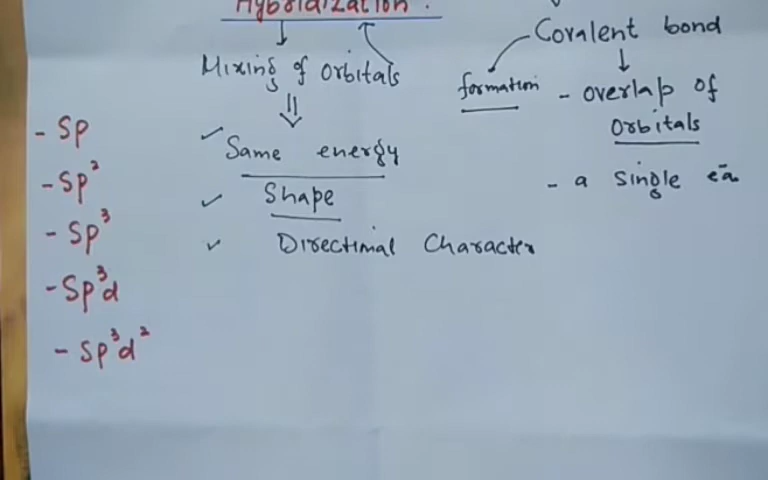 Hybridization.
Mixing of orbitals
- Sp
- Sp²
- Sp³
- Sp³d
- Sp³d²
✓ Same energy
✓ Shape
✓ Directional Character
Covalent bond
formation - overlap of
Orbitals
- a single